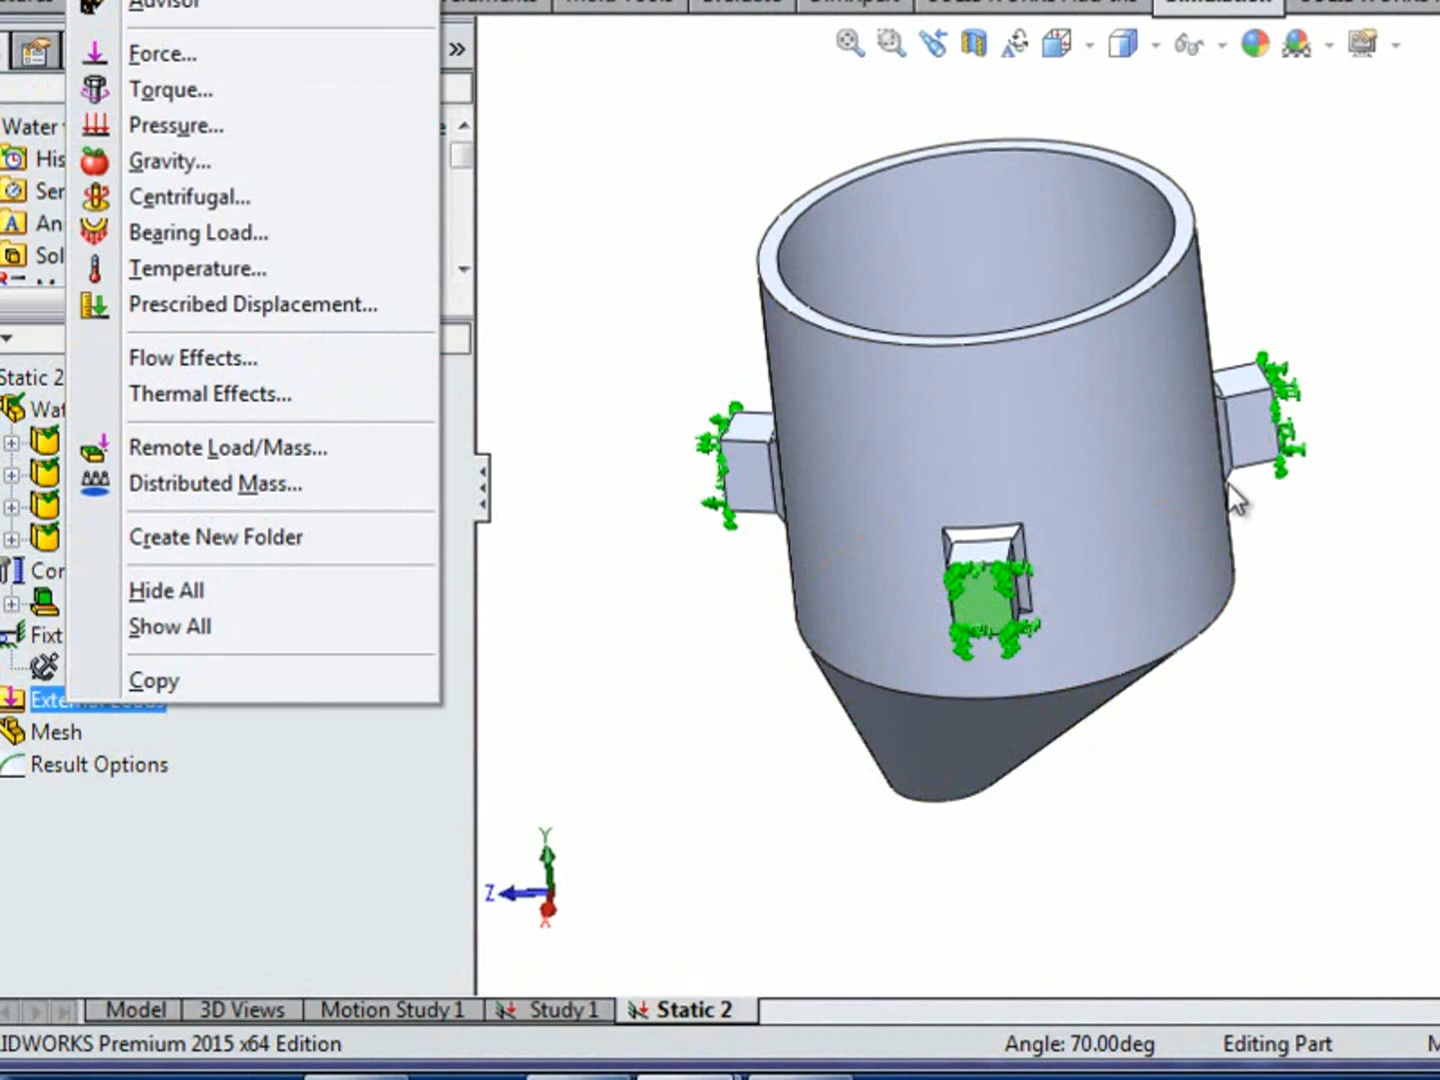 Advisor
Force...
Torque...
Pressure...
Gravity...
Centrifugal...
Bearing Load...
Temperature...
Prescribed Displacement...
Flow Effects...
Thermal Effects...
Remote Load/Mass...
Distributed Mass...
Create New Folder
Hide All
Show All
Copy
Water
His
Ser
An
Sol
Static 2
Wat
Con
Fixt
Exte
Mesh
Result Options
Y
Z
X
Model
3D Views
Motion Study 1
Study 1
Static 2
IDWORKS Premium 2015 x64 Edition
Angle: 70.00deg
Editing Part